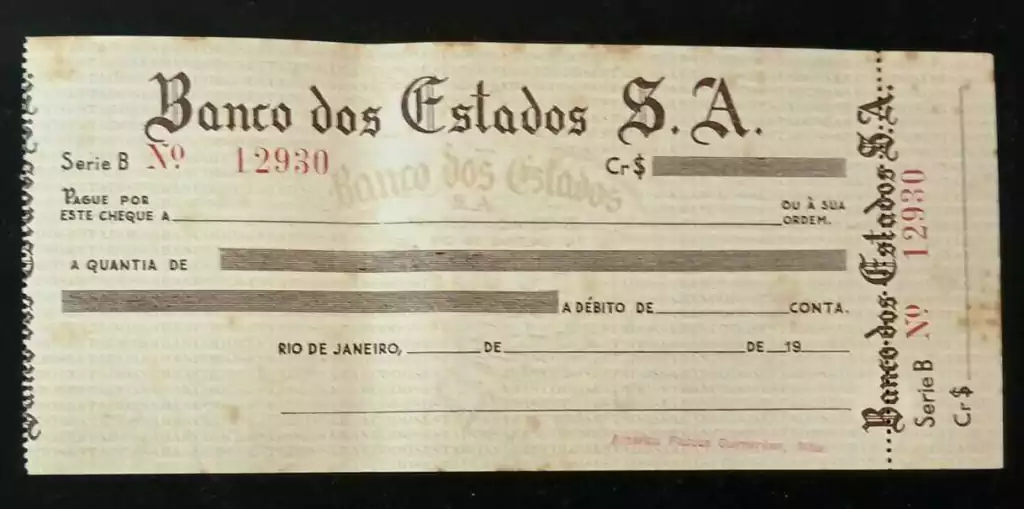 Banco dos Estados S.A.
Serie B Nº 12930 Cr$
Banco dos Estados
S.A.
PAGUE POR
ESTE CHEQUE A OU À SUA
ORDEM.
A QUANTIA DE
A DÉBITO DE CONTA.
RIO DE JANEIRO, DE DE 19
Banco dos Estados S.A.
Serie B Nº 12930
Cr$